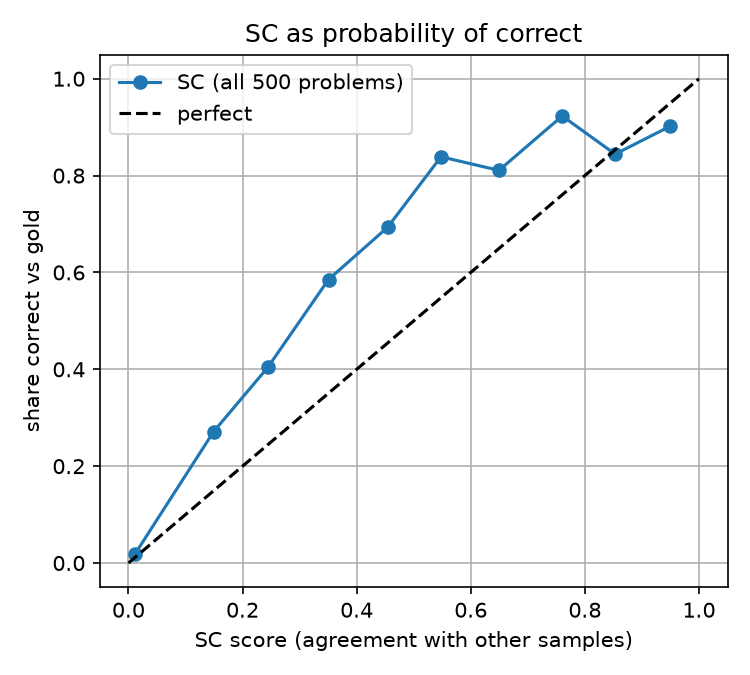 SC as probability of correct
SC (all 500 problems)
perfect
share correct vs gold
1.0
0.8
0.6
0.4
0.2
0.0
0.0 0.2 0.4 0.6 0.8 1.0
SC score (agreement with other samples)